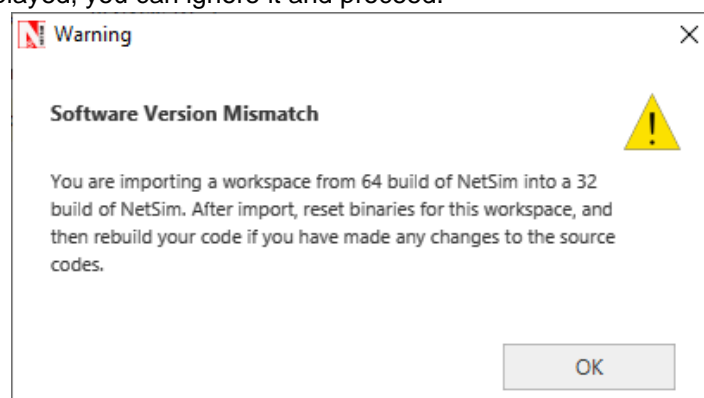 you can ignore it and proceed.
Warning
Software Version Mismatch
You are importing a workspace from 64 build of NetSim into a 32
build of NetSim. After import, reset binaries for this workspace, and
then rebuild your code if you have made any changes to the source
codes.
OK